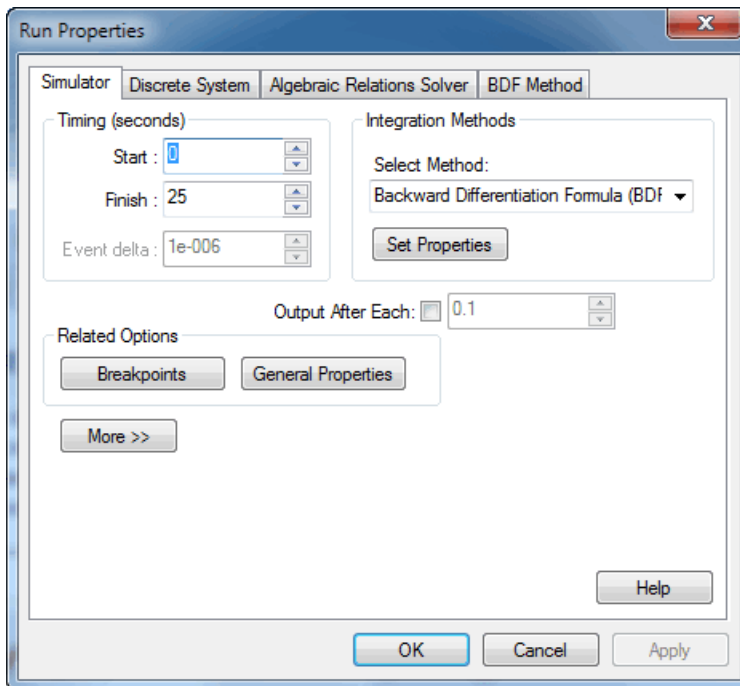 Run Properties
Simulator Discrete System Algebraic Relations Solver BDF Method
Timing (seconds)
Start : 0
Finish : 25
Event delta : 1e-006
Integration Methods
Select Method:
Backward Differentiation Formula (BDF
Set Properties
Output After Each: 0.1
Related Options
Breakpoints General Properties
More >>
Help
OK Cancel Apply